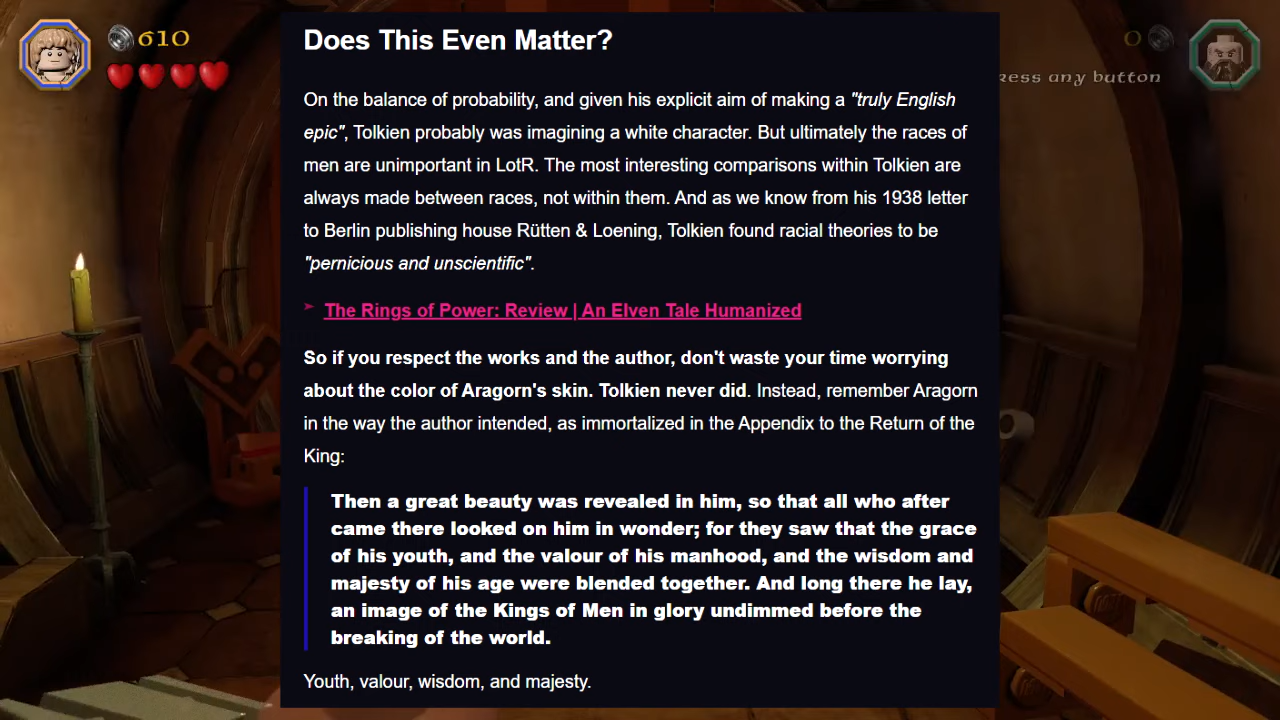 610
0
ress any button
Does This Even Matter?
On the balance of probability, and given his explicit aim of making a "truly English
epic", Tolkien probably was imagining a white character. But ultimately the races of
men are unimportant in LotR. The most interesting comparisons within Tolkien are
always made between races, not within them. And as we know from his 1938 letter
to Berlin publishing house Rütten & Loening, Tolkien found racial theories to be
"pernicious and unscientific".
➤ The Rings of Power: Review | An Elven Tale Humanized
So if you respect the works and the author, don't waste your time worrying
about the color of Aragorn's skin. Tolkien never did. Instead, remember Aragorn
in the way the author intended, as immortalized in the Appendix to the Return of the
King:
Then a great beauty was revealed in him, so that all who after
came there looked on him in wonder; for they saw that the grace
of his youth, and the valour of his manhood, and the wisdom and
majesty of his age were blended together. And long there he lay,
an image of the Kings of Men in glory undimmed before the
breaking of the world.
Youth, valour, wisdom, and majesty.